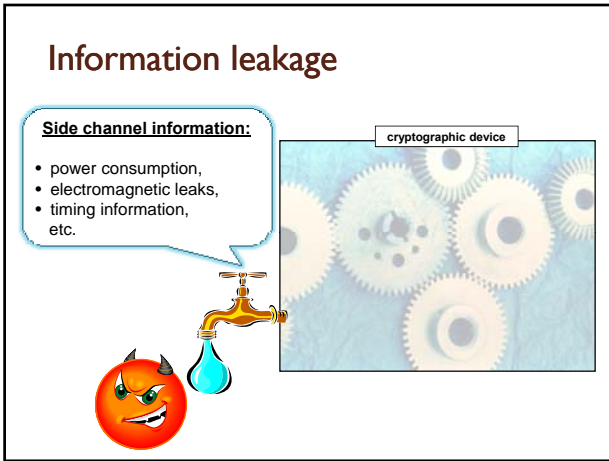 Information leakage
Side channel information:
• power consumption,
• electromagnetic leaks,
• timing information,
etc.
cryptographic device